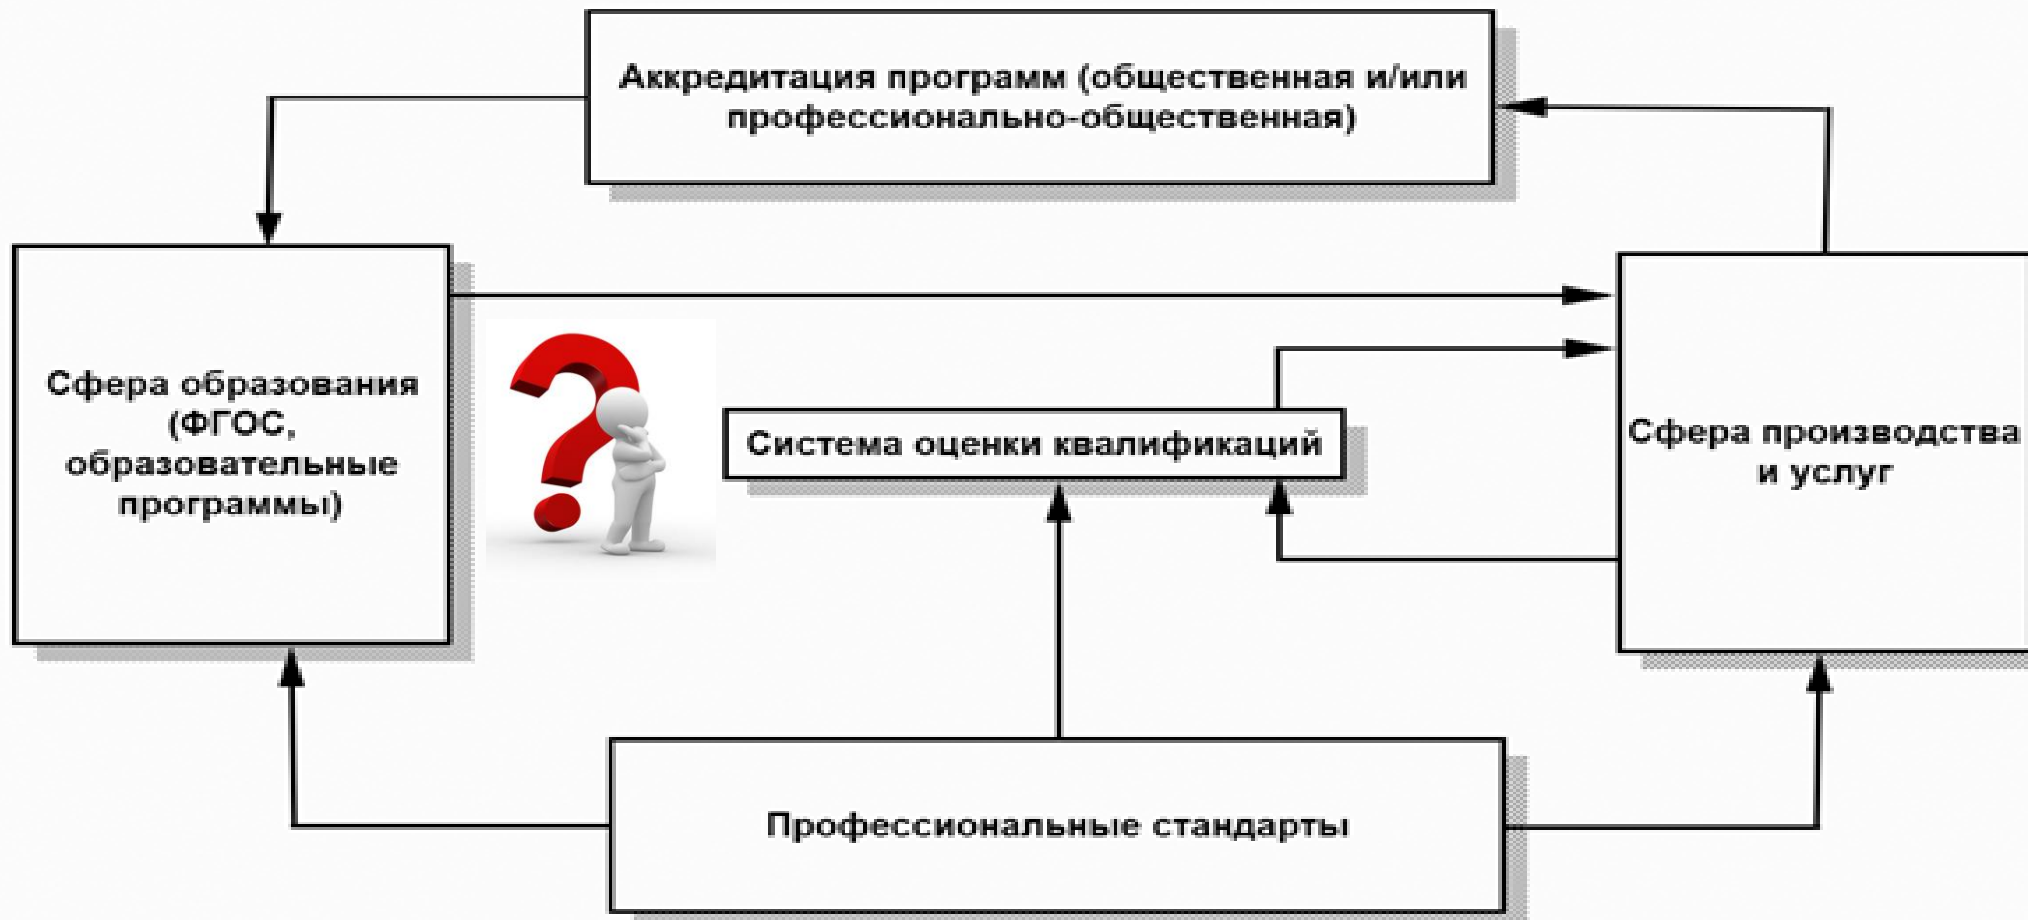 Аккредитация программ (общественная и/или
профессионально-общественная)
Сфера образования
(ФГОС,
образовательные
программы)
Система оценки квалификаций
Сфера производства
и услуг
Профессиональные стандарты